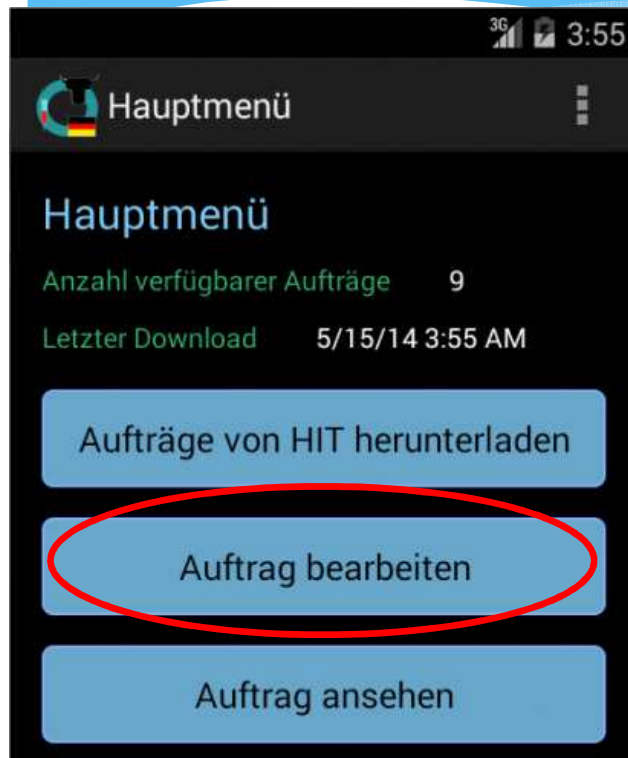 3G 3:55
Hauptmenü
Hauptmenü
Anzahl verfügbarer Aufträge 9
Letzter Download 5/15/14 3:55 AM
Aufträge von HIT herunterladen
Auftrag bearbeiten
Auftrag ansehen